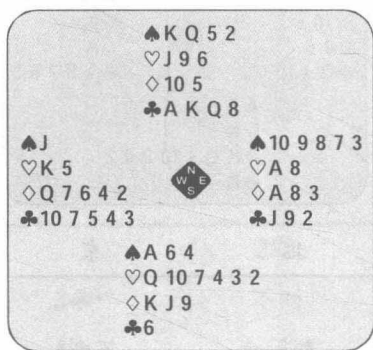 ♠K Q 5 2
♡J 9 6
♢10 5
♣A K Q 8
♠J
♡K 5
♢Q 7 6 4 2
♣10 7 5 4 3
N
W E
S
♠10 9 8 7 3
♡A 8
♢A 8 3
♣J 9 2
♠A 6 4
♡Q 10 7 4 3 2
♢K J 9
♣6